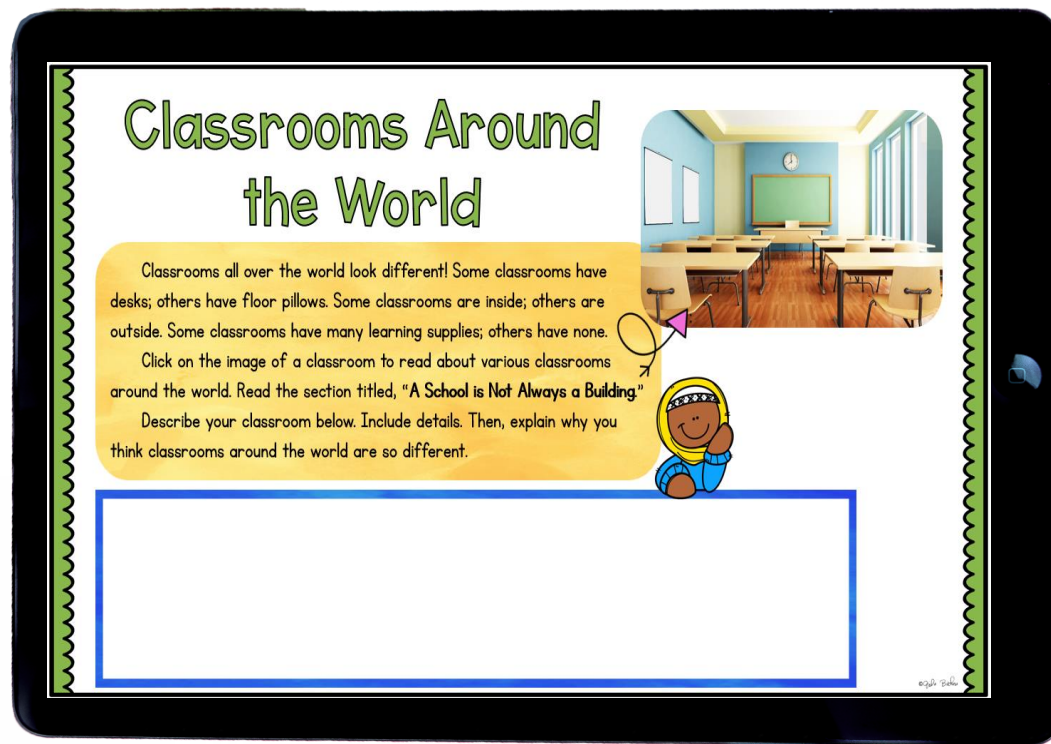 Classrooms Around
the World
Classrooms all over the world look different! Some classrooms have
desks; others have floor pillows. Some classrooms are inside; others are
outside. Some classrooms have many learning supplies; others have none.
Click on the image of a classroom to read about various classrooms
around the world. Read the section titled, "A School is Not Always a Building."
Describe your classroom below. Include details. Then, explain why you
think classrooms around the world are so different.